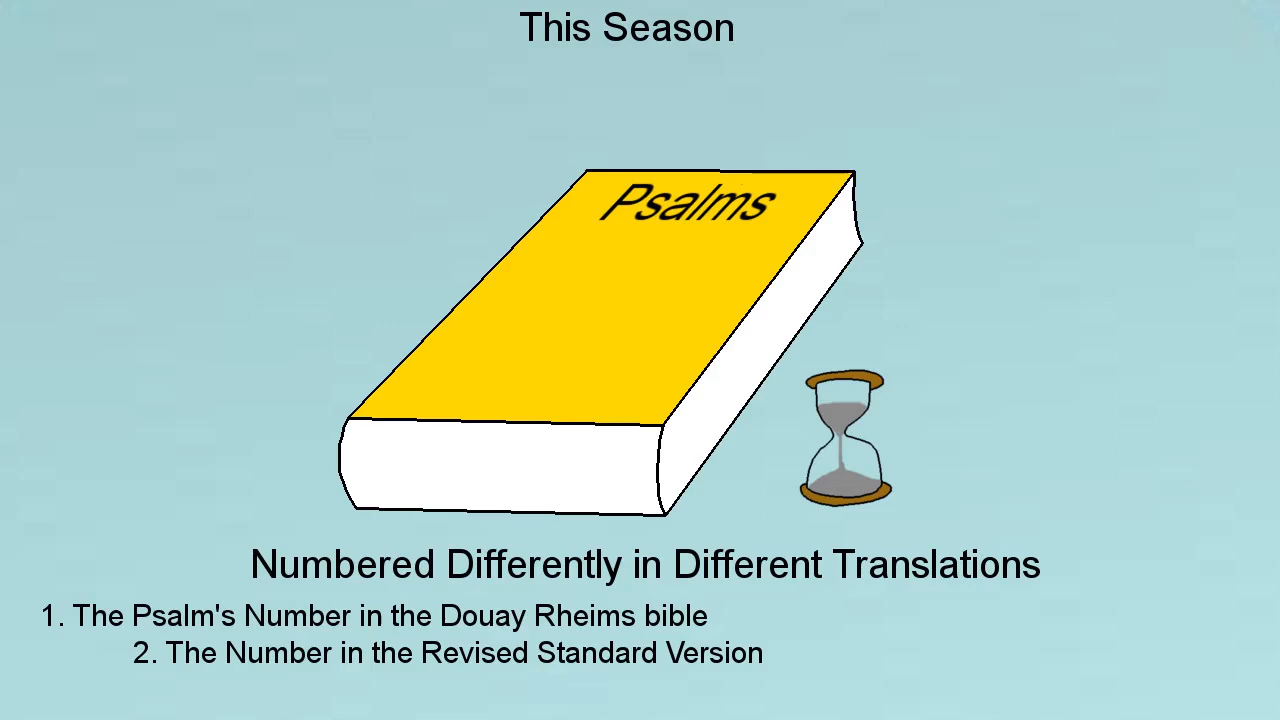 This Season
Psalms
Numbered Differently in Different Translations
1. The Psalm's Number in the Douay Rheims bible
2. The Number in the Revised Standard Version